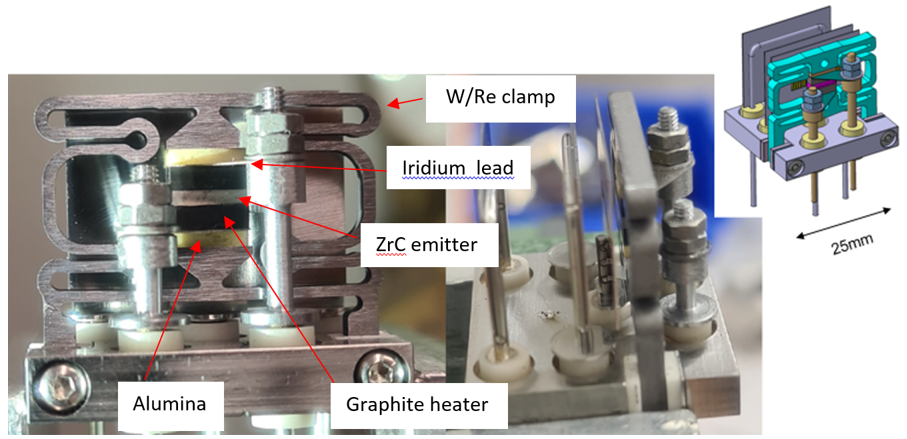 W/Re clamp
Iridium lead
ZrC emitter
Alumina
Graphite heater
25mm